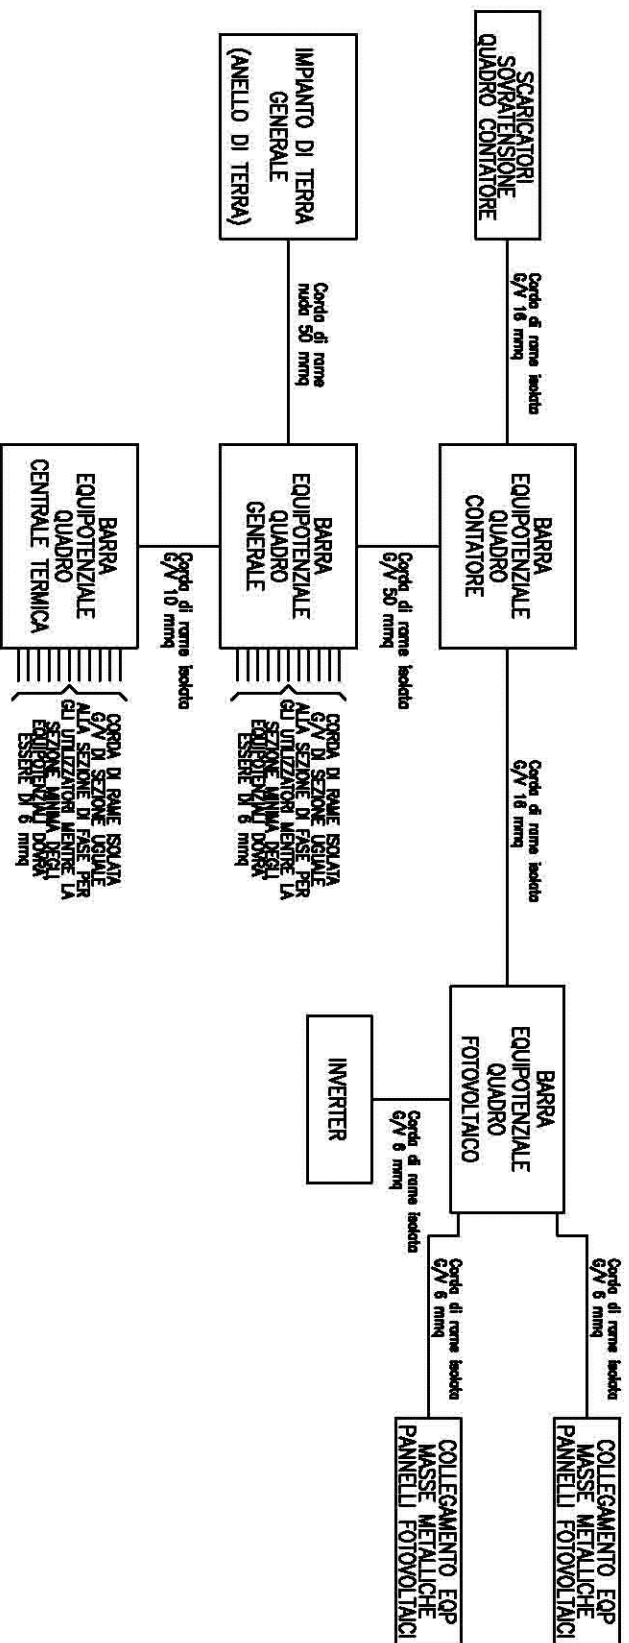 SCARICATORI
SOVRATENSIONE
QUADRO CONTATORE
Corda di rame isolata
G/V 16 mmq
BARRA
EQUIPOTENZIALE
QUADRO
CONTATORE
Corda di rame isolata
G/V 16 mmq
BARRA
EQUIPOTENZIALE
QUADRO
FOTOVOLTAICO
Corda di rame isolata
G/V 6 mmq
COLLEGAMENTO EQP
MASSE METALLICHE
PANNELLI FOTOVOLTAICI
Corda di rame isolata
G/V 6 mmq
COLLEGAMENTO EQP
MASSE METALLICHE
PANNELLI FOTOVOLTAICI
Corda di rame isolata
G/V 6 mmq
INVERTER
Corda di rame isolata
G/V 50 mmq
IMPIANTO DI TERRA
GENERALE
(ANELLO DI TERRA)
Corda di rame
nuda 50 mmq
BARRA
EQUIPOTENZIALE
QUADRO
GENERALE
CORDA DI RAME ISOLATA
G/V DI SEZIONE UGUALE
ALLA SEZIONE DI FASE PER
GLI UTILIZZATORI MENTRE LA
SEZIONE MINIMA DEGLI
EQUIPOTENZIALI DOVRA'
ESSERE DI 6 mmq
Corda di rame isolata
G/V 10 mmq
BARRA
EQUIPOTENZIALE
QUADRO
CENTRALE TERMICA
CORDA DI RAME ISOLATA
G/V DI SEZIONE UGUALE
ALLA SEZIONE DI FASE PER
GLI UTILIZZATORI MENTRE LA
SEZIONE MINIMA DEGLI
EQUIPOTENZIALI DOVRA'
ESSERE DI 6 mmq